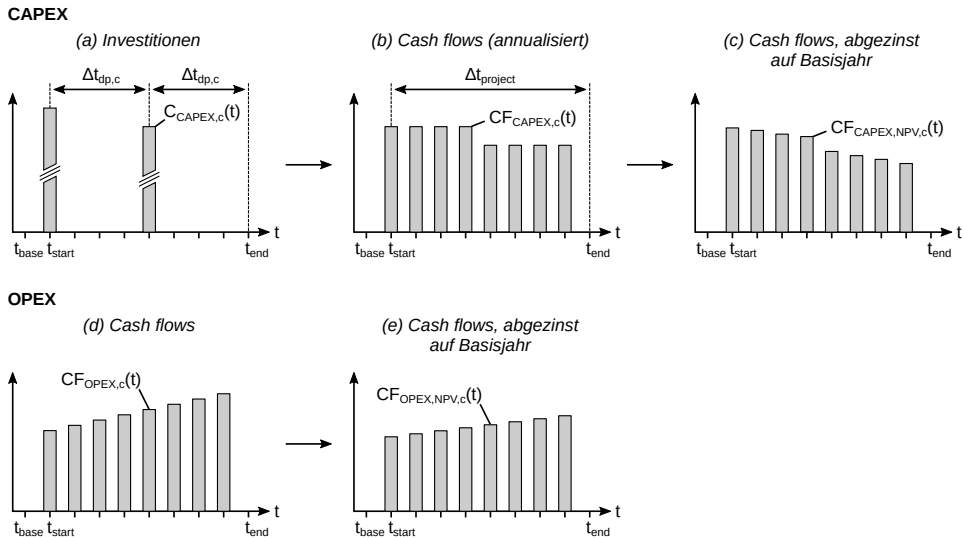 CAPEX
(a) Investitionen
Δt_dp,c Δt_dp,c
C_CAPEX,c(t)
t
t_base t_start t_end
(b) Cash flows (annualisiert)
Δt_project
CF_CAPEX,c(t)
t
t_base t_start t_end
(c) Cash flows, abgezinst
auf Basisjahr
CF_CAPEX,NPV,c(t)
t
t_base t_start t_end
OPEX
(d) Cash flows
CF_OPEX,c(t)
t
t_base t_start t_end
(e) Cash flows, abgezinst
auf Basisjahr
CF_OPEX,NPV,c(t)
t
t_base t_start t_end